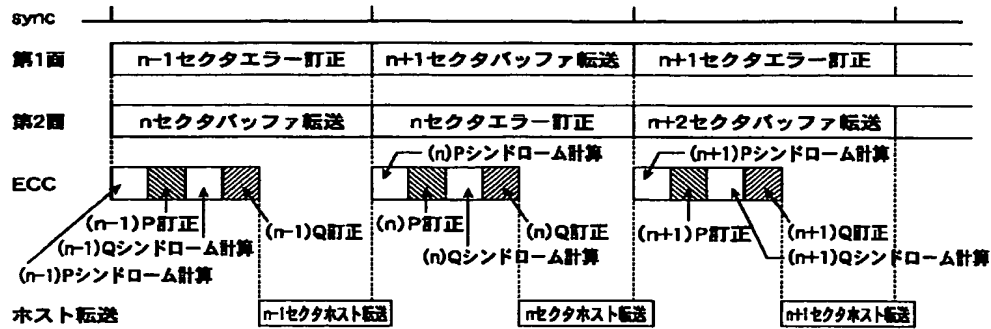 sync
第1面 n-1セクタエラー訂正 n+1セクタバッファ転送 n+1セクタエラー訂正
第2面 nセクタバッファ転送 nセクタエラー訂正 n+2セクタバッファ転送
(n)Pシンドローム計算 (n+1)Pシンドローム計算
ECC
(n-1)P訂正 (n-1)Q訂正 (n)P訂正 (n)Q訂正 (n+1)P訂正 (n+1)Q訂正
(n-1)Qシンドローム計算 (n)Qシンドローム計算 (n+1)Qシンドローム計算
(n-1)Pシンドローム計算
ホスト転送 n-1セクタホスト転送 nセクタホスト転送 n+1セクタホスト転送